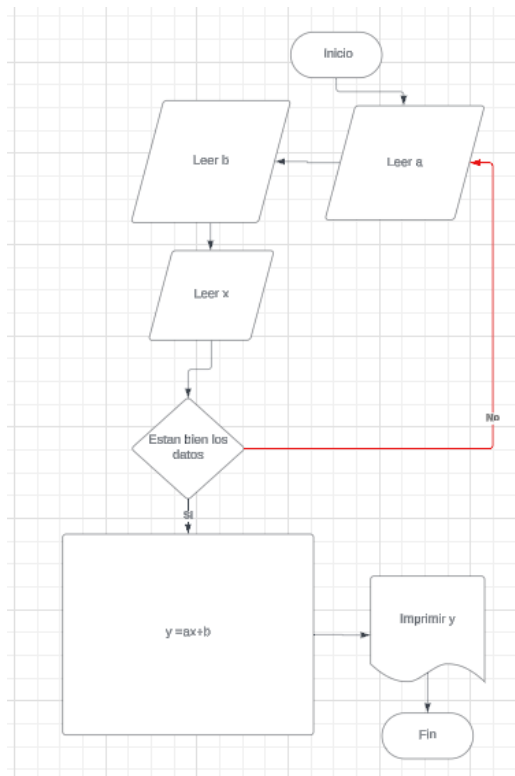 Inicio
Leer a
Leer b
Leer x
Estan bien los
datos
No
Si
y =ax+b
Imprimir y
Fin